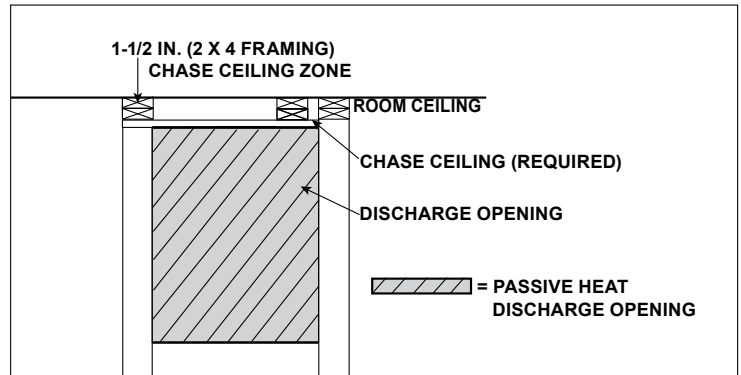 1-1/2 IN. (2 X 4 FRAMING)
CHASE CEILING ZONE
ROOM CEILING
CHASE CEILING (REQUIRED)
DISCHARGE OPENING
= PASSIVE HEAT
DISCHARGE OPENING